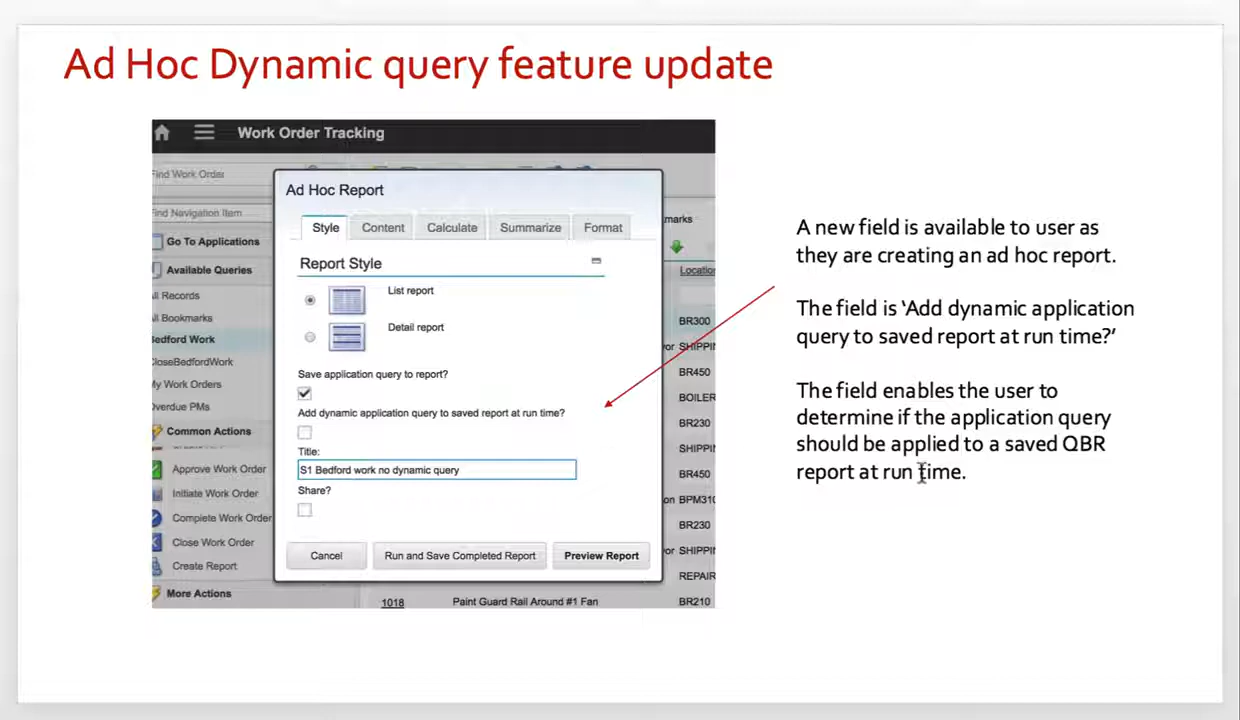 Ad Hoc Dynamic query feature update
Work Order Tracking
Find Work Order
Find Navigation Item
Go To Applications
Available Queries
All Records
All Bookmarks
Bedford Work
CloseBedfordWork
My Work Orders
Overdue PMs
Common Actions
Approve Work Order
Initiate Work Order
Complete Work Order
Close Work Order
Create Report
More Actions
Ad Hoc Report
Style Content Calculate Summarize Format
Report Style
List report
Detail report
Save application query to report?
Add dynamic application query to saved report at run time?
Title:
S1 Bedford work no dynamic query
Share?
Cancel Run and Save Completed Report Preview Report
1018 Paint Guard Rail Around #1 Fan
marks
Location
BR300
or SHIPPIN
BR450
BOILER
BR230
SHIPPIN
BR450
on BPM310
BR230
or SHIPPIN
REPAIR
BR210
A new field is available to user as
they are creating an ad hoc report.
The field is ‘Add dynamic application
query to saved report at run time?’
The field enables the user to
determine if the application query
should be applied to a saved QBR
report at run time.